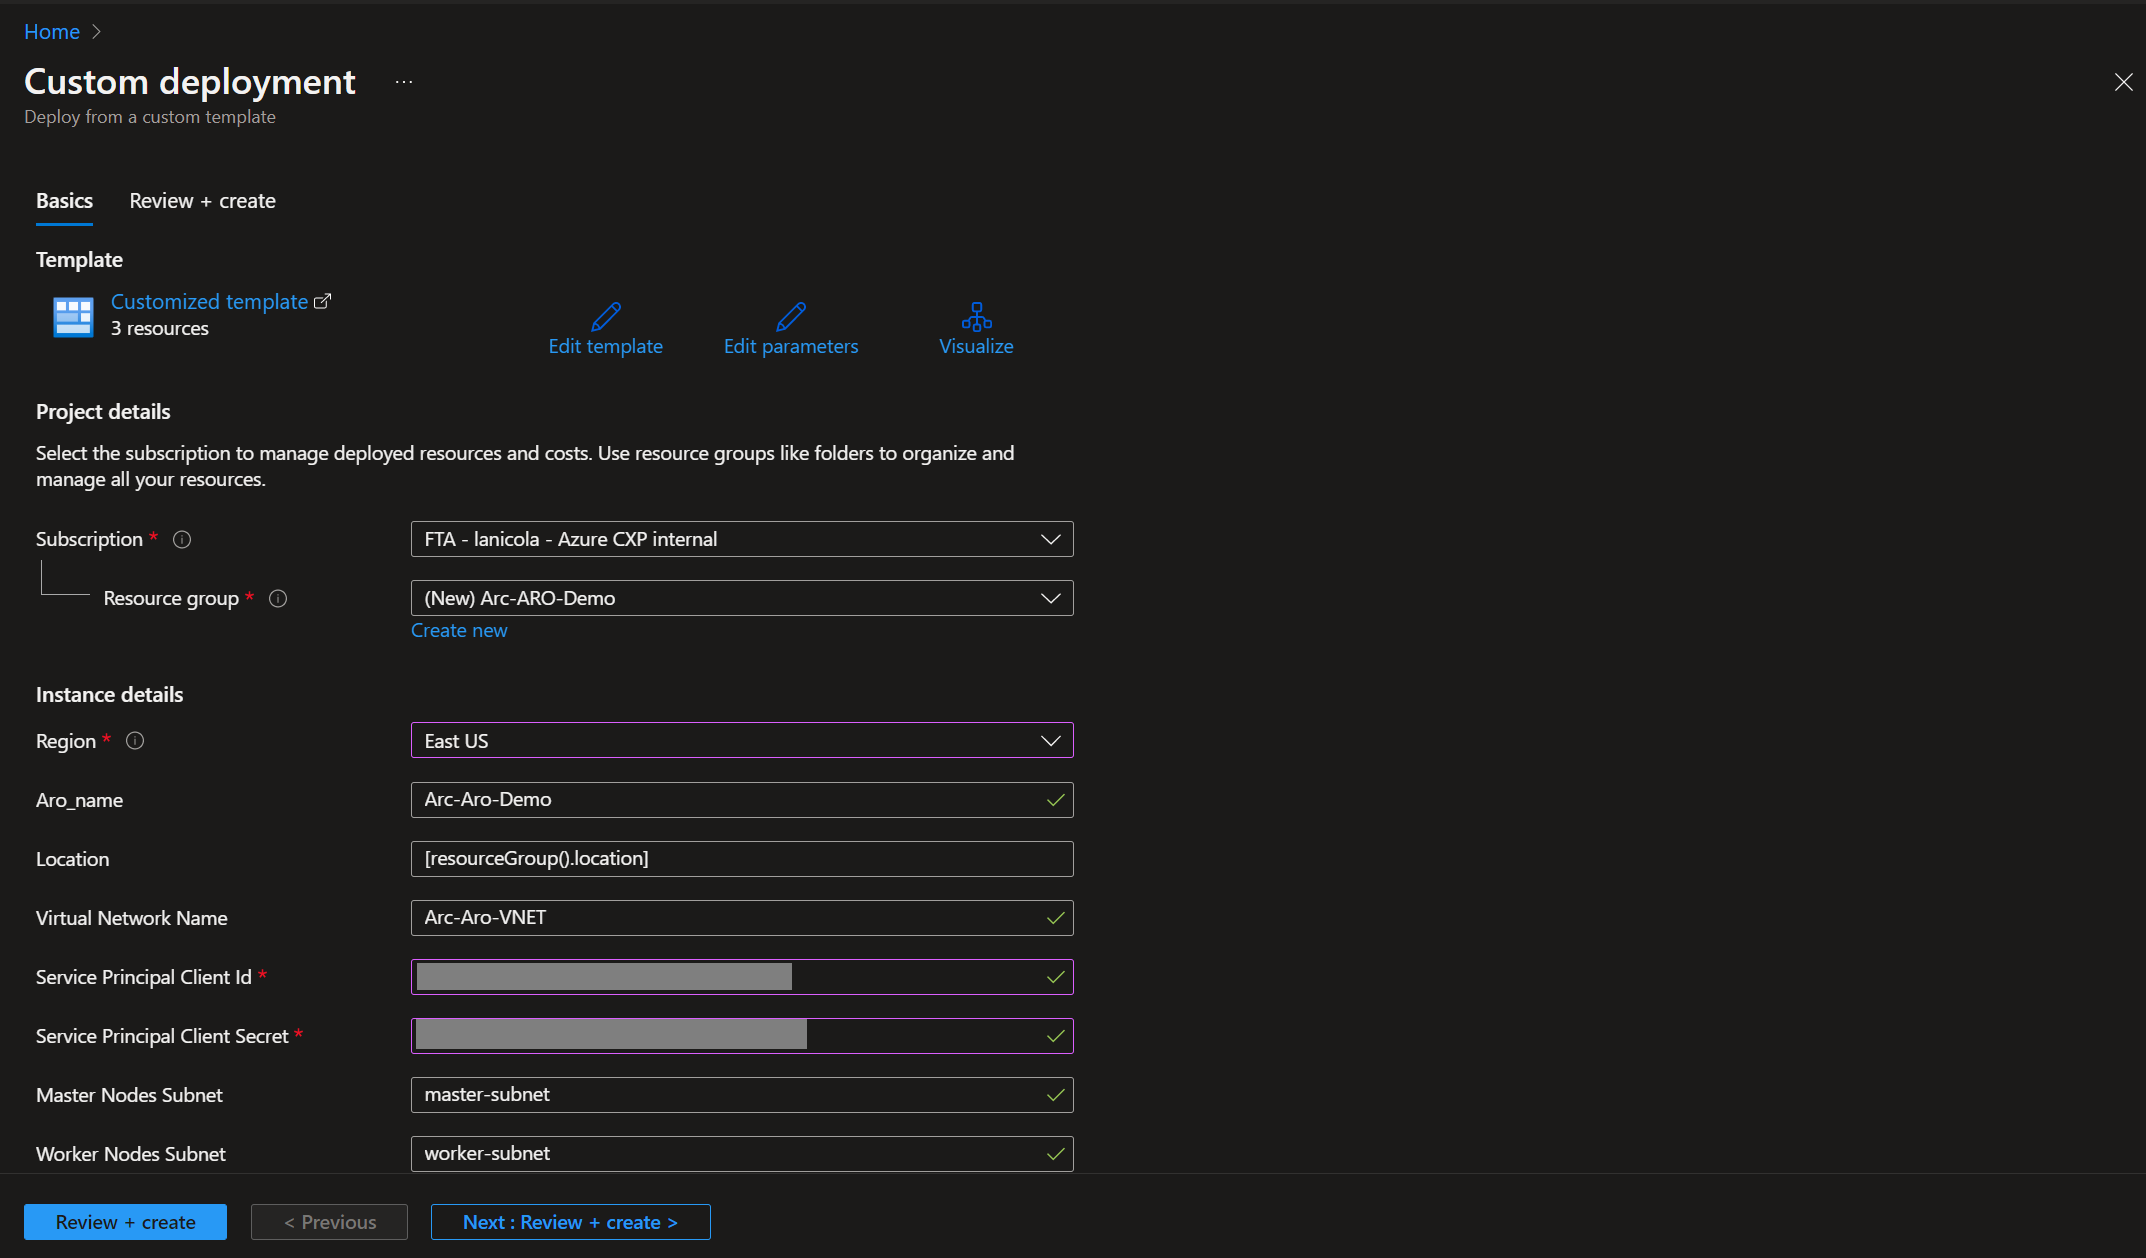 Home
Custom deployment ...
Deploy from a custom template
Basics Review + create
Template
Customized template
3 resources
Edit template Edit parameters Visualize
Project details
Select the subscription to manage deployed resources and costs. Use resource groups like folders to organize and
manage all your resources.
Subscription * FTA - lanicola - Azure CXP internal
Resource group * (New) Arc-ARO-Demo
Create new
Instance details
Region * East US
Aro_name Arc-Aro-Demo
Location [resourceGroup().location]
Virtual Network Name Arc-Aro-VNET
Service Principal Client Id *
Service Principal Client Secret *
Master Nodes Subnet master-subnet
Worker Nodes Subnet worker-subnet
Review + create < Previous Next : Review + create >